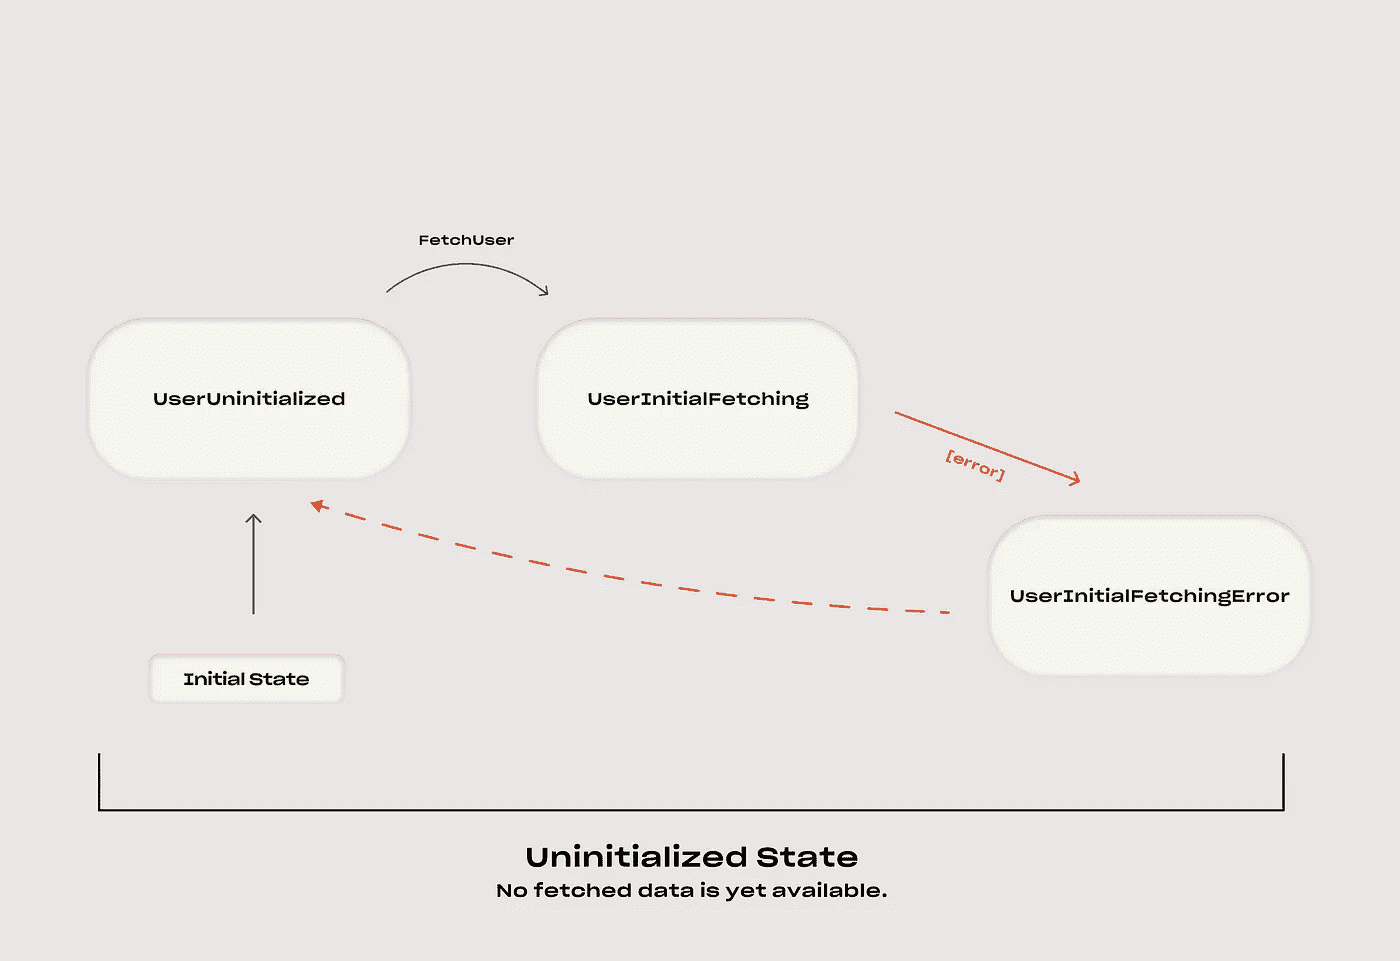 FetchUser
UserUninitialized
UserInitialFetching
[error]
UserInitialFetchingError
Initial State
Uninitialized State
No fetched data is yet available.